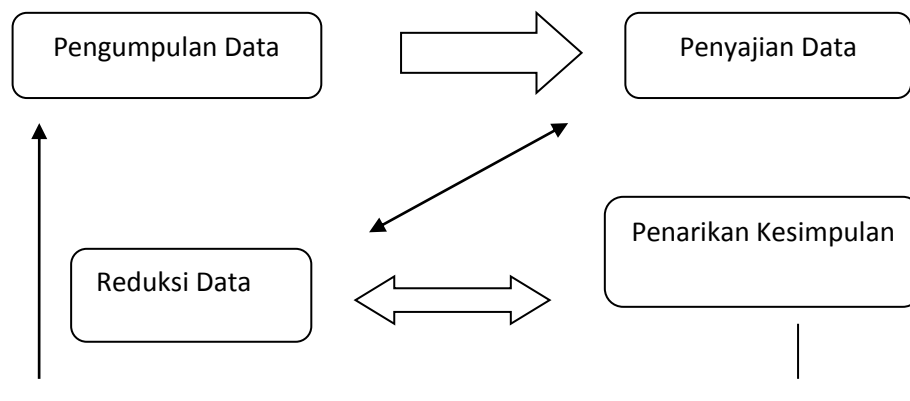 Pengumpulan Data
Penyajian Data
Penarikan Kesimpulan
Reduksi Data